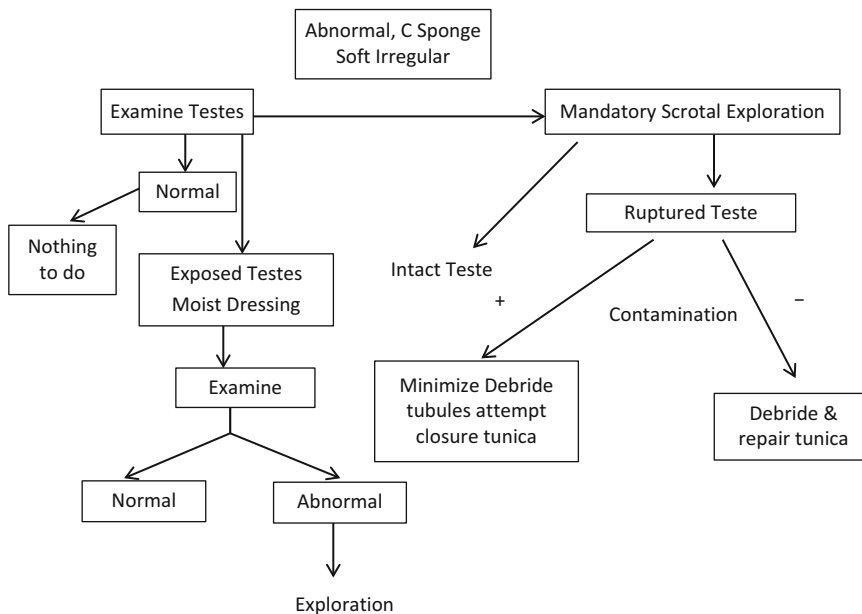 Abnormal, C Sponge
Soft Irregular
Examine Testes
Mandatory Scrotal Exploration
Normal
Ruptured Teste
Nothing
to do
Intact Teste
Exposed Testes
Moist Dressing
+
Contamination
−
Examine
Minimize Debride
tubules attempt
closure tunica
Debride &
repair tunica
Normal
Abnormal
Exploration